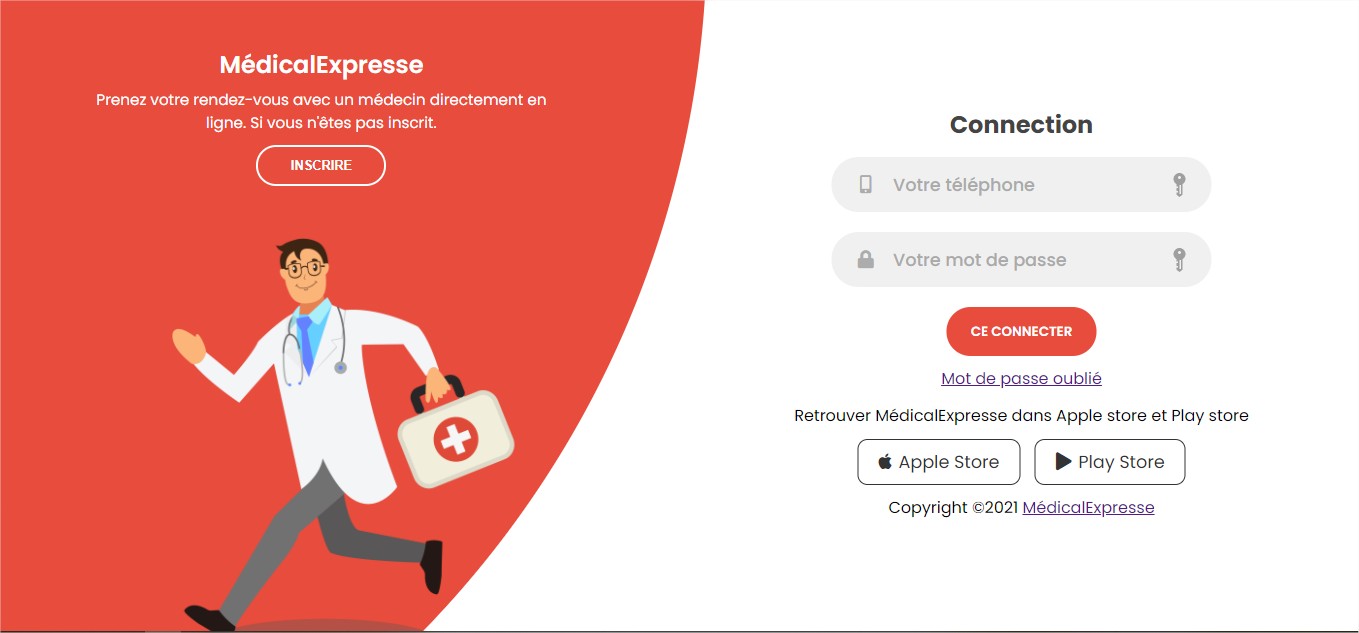 MédicalExpresse
Prenez votre rendez-vous avec un médecin directement en
ligne. Si vous n'êtes pas inscrit.
INSCRIRE
Connection
Votre téléphone
Votre mot de passe
CE CONNECTER
Mot de passe oublié
Retrouver MédicalExpresse dans Apple store et Play store
Apple Store
Play Store
Copyright ©2021 MédicalExpresse